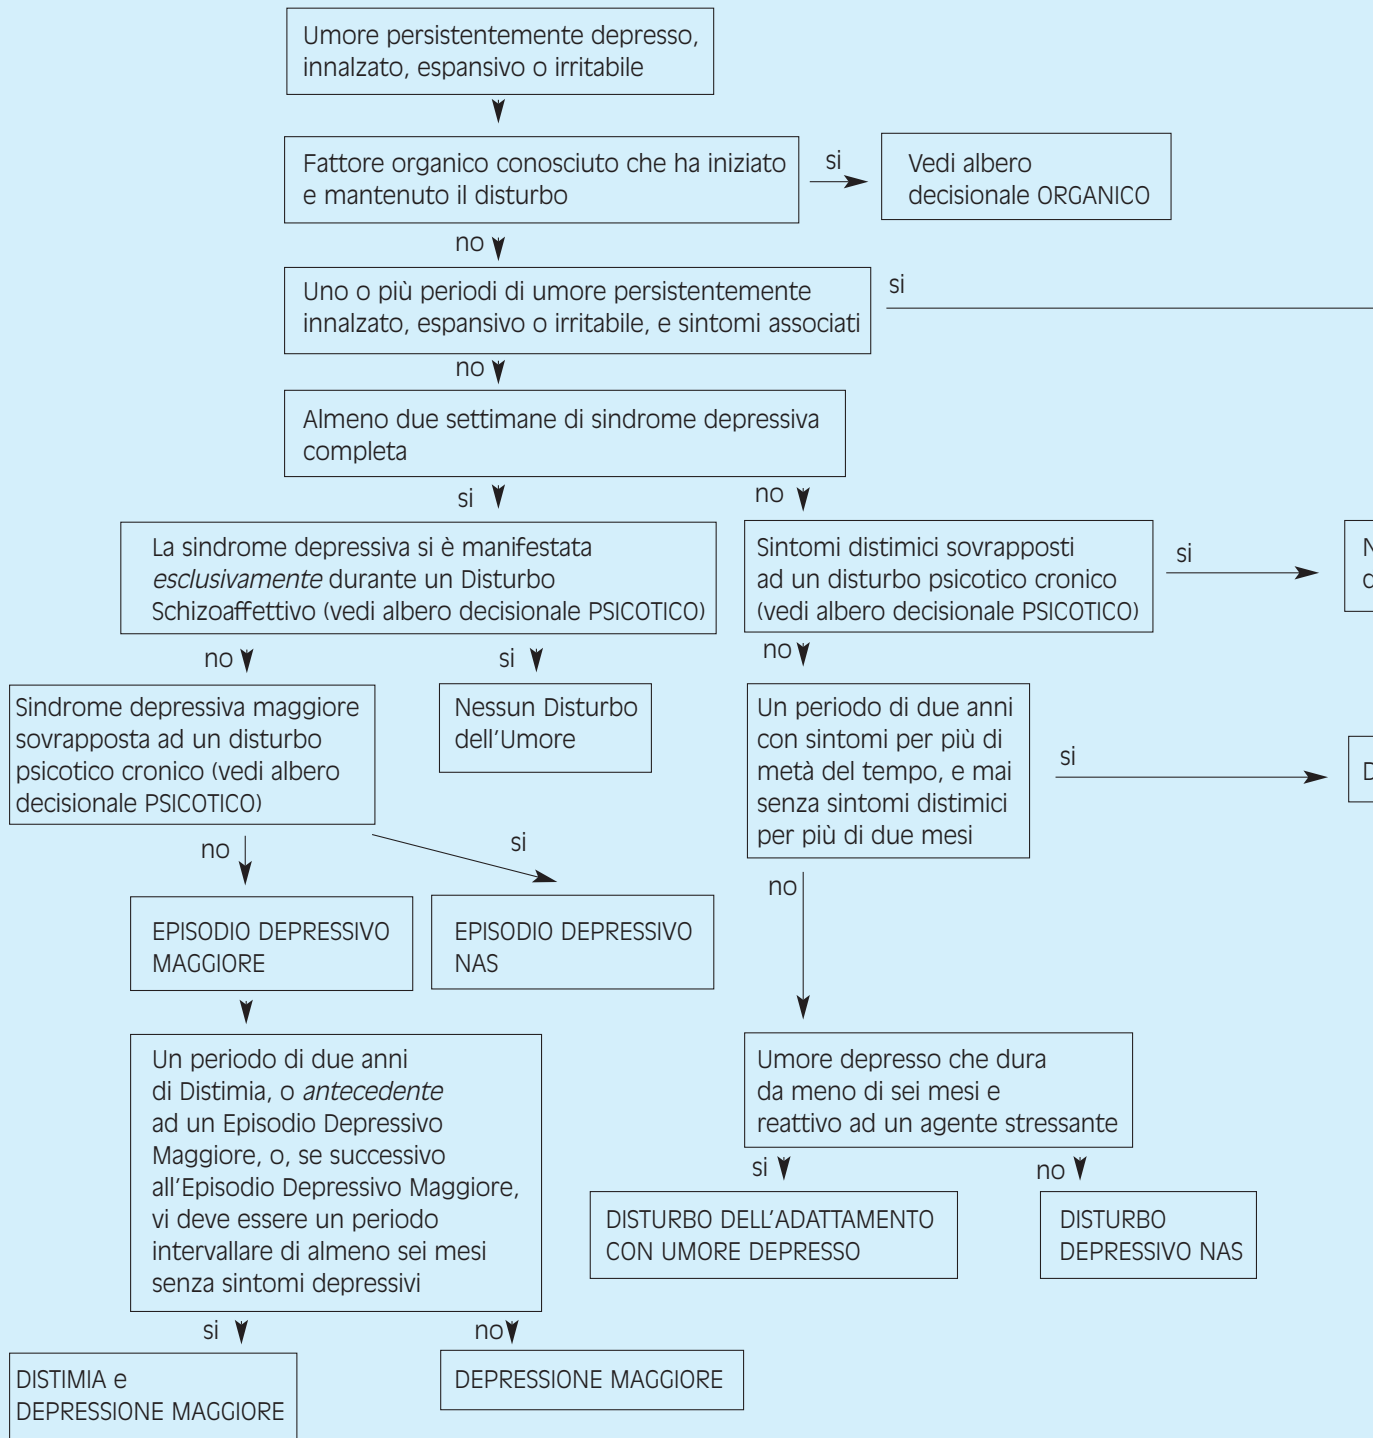 Umore persistentemente depresso,
innalzato, espansivo o irritabile
Fattore organico conosciuto che ha iniziato
e mantenuto il disturbo
si
Vedi albero
decisionale ORGANICO
no
Uno o più periodi di umore persistentemente
innalzato, espansivo o irritabile, e sintomi associati
si
no
Almeno due settimane di sindrome depressiva
completa
si
no
La sindrome depressiva si è manifestata
esclusivamente durante un Disturbo
Schizoaffettivo (vedi albero decisionale PSICOTICO)
Sintomi distimici sovrapposti
ad un disturbo psicotico cronico
(vedi albero decisionale PSICOTICO)
si
no
si
no
Sindrome depressiva maggiore
sovrapposta ad un disturbo
psicotico cronico (vedi albero
decisionale PSICOTICO)
Nessun Disturbo
dell'Umore
Un periodo di due anni
con sintomi per più di
metà del tempo, e mai
senza sintomi distimici
per più di due mesi
si
no
si
no
EPISODIO DEPRESSIVO
MAGGIORE
EPISODIO DEPRESSIVO
NAS
Un periodo di due anni
di Distimia, o antecedente
ad un Episodio Depressivo
Maggiore, o, se successivo
all'Episodio Depressivo Maggiore,
vi deve essere un periodo
intervallare di almeno sei mesi
senza sintomi depressivi
Umore depresso che dura
da meno di sei mesi e
reattivo ad un agente stressante
si
no
DISTURBO DELL'ADATTAMENTO
CON UMORE DEPRESSO
DISTURBO
DEPRESSIVO NAS
si
no
DISTIMIA e
DEPRESSIONE MAGGIORE
DEPRESSIONE MAGGIORE